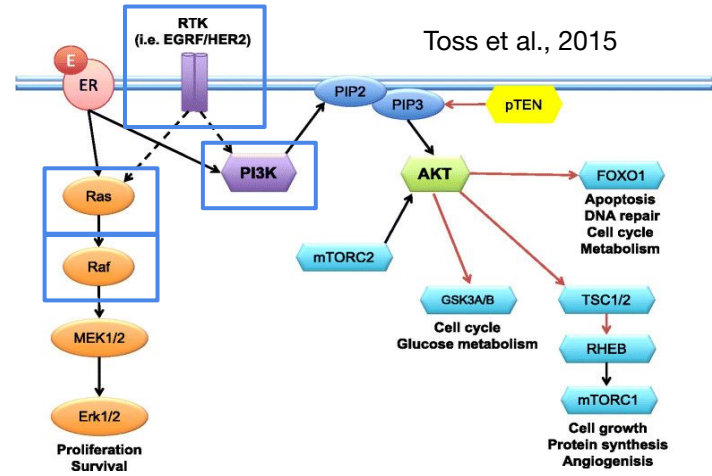 RTK
(i.e. EGRF/HER2)
Toss et al., 2015
E
ER
PIP2
PIP3
pTEN
PI3K
AKT
FOXO1
Apoptosis
DNA repair
Cell cycle
Metabolism
Ras
Raf
mTORC2
GSK3A/B
Cell cycle
Glucose metabolism
TSC1/2
MEK1/2
RHEB
Erk1/2
mTORC1
Proliferation
Survival
Cell growth
Protein synthesis
Angiogenisis